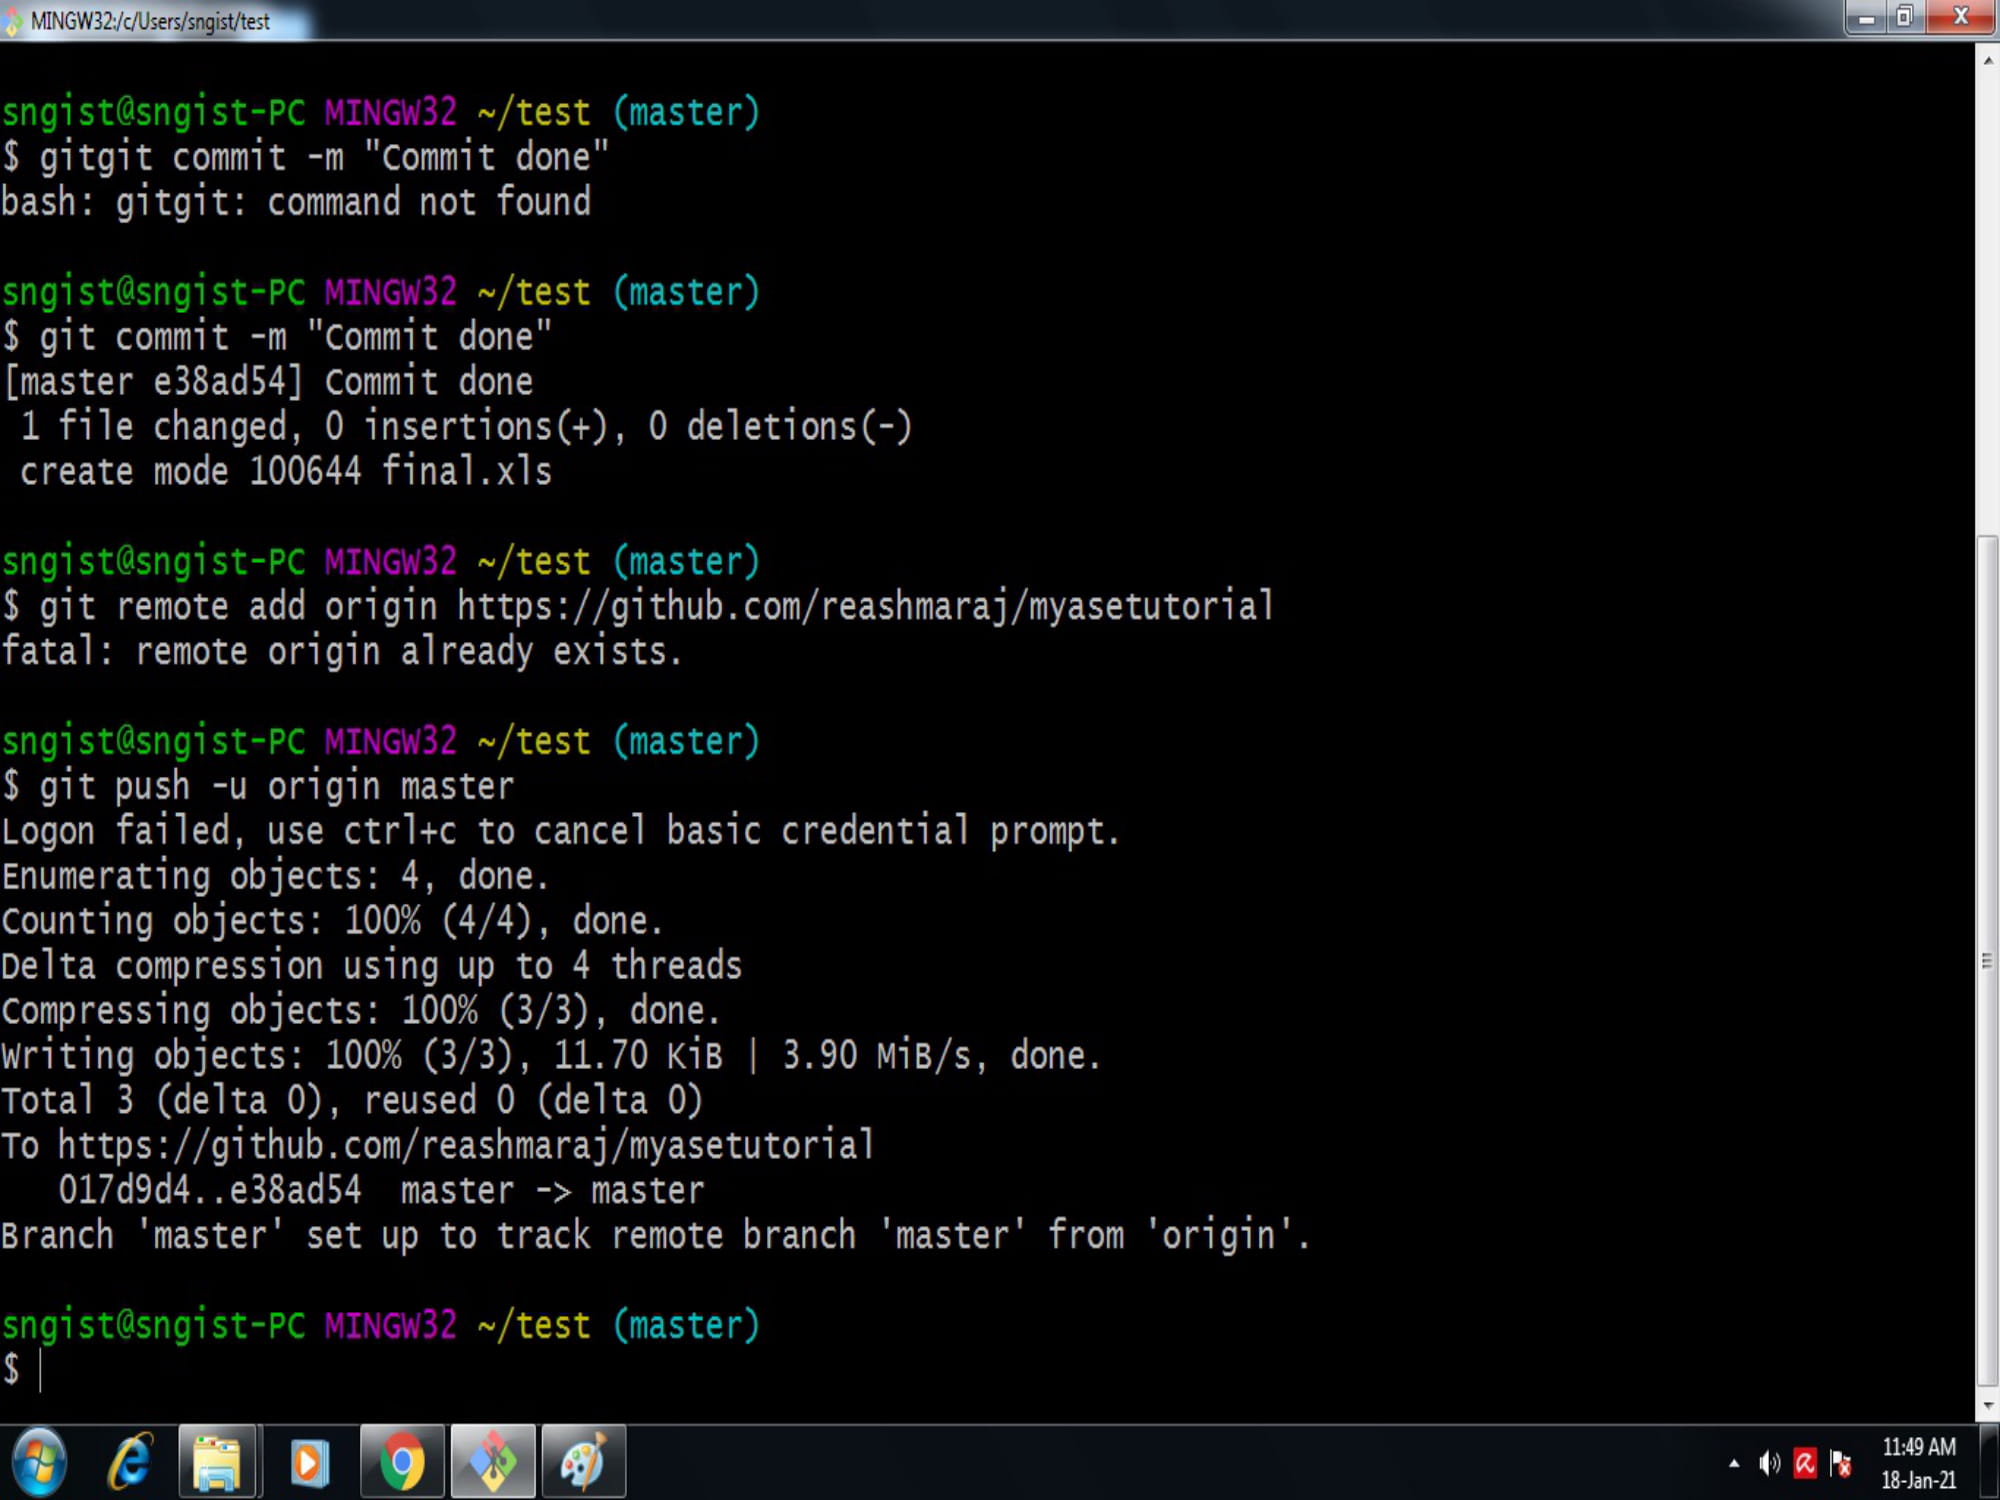 MINGW32:/c/Users/sngist/test
sngist@sngist-PC MINGW32 ~/test (master)
$ gitgit commit -m "Commit done"
bash: gitgit: command not found
sngist@sngist-PC MINGW32 ~/test (master)
$ git commit -m "Commit done"
[master e38ad54] Commit done
 1 file changed, 0 insertions(+), 0 deletions(-)
 create mode 100644 final.xls
sngist@sngist-PC MINGW32 ~/test (master)
$ git remote add origin https://github.com/reashmaraj/myasetutorial
fatal: remote origin already exists.
sngist@sngist-PC MINGW32 ~/test (master)
$ git push -u origin master
Logon failed, use ctrl+c to cancel basic credential prompt.
Enumerating objects: 4, done.
Counting objects: 100% (4/4), done.
Delta compression using up to 4 threads
Compressing objects: 100% (3/3), done.
Writing objects: 100% (3/3), 11.70 KiB | 3.90 MiB/s, done.
Total 3 (delta 0), reused 0 (delta 0)
To https://github.com/reashmaraj/myasetutorial
   017d9d4..e38ad54  master -> master
Branch 'master' set up to track remote branch 'master' from 'origin'.
sngist@sngist-PC MINGW32 ~/test (master)
$
11:49 AM
18-Jan-21